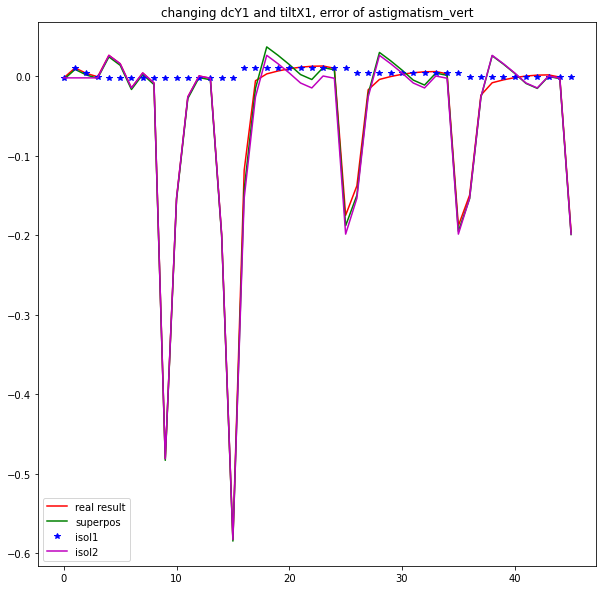 changing dcY1 and tiltX1, error of astigmatism_vert
0.0
−0.1
−0.2
−0.3
−0.4
−0.5
−0.6
real result
superpos
isol1
isol2
0 10 20 30 40